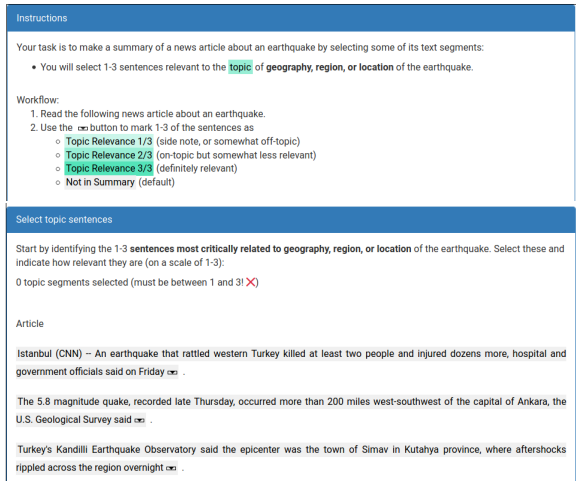 Instructions
Your task is to make a summary of a news article about an earthquake by selecting some of its text segments:
• You will select 1-3 sentences relevant to the topic of geography, region, or location of the earthquake.
Workflow:
1. Read the following news article about an earthquake.
2. Use the button to mark 1-3 of the sentences as
○ Topic Relevance 1/3 (side note, or somewhat off-topic)
○ Topic Relevance 2/3 (on-topic but somewhat less relevant)
○ Topic Relevance 3/3 (definitely relevant)
○ Not in Summary (default)
Select topic sentences
Start by identifying the 1-3 sentences most critically related to geography, region, or location of the earthquake. Select these and
indicate how relevant they are (on a scale of 1-3):
0 topic segments selected (must be between 1 and 3! ❌)
Article
Istanbul (CNN) -- An earthquake that rattled western Turkey killed at least two people and injured dozens more, hospital and
government officials said on Friday .
The 5.8 magnitude quake, recorded late Thursday, occurred more than 200 miles west-southwest of the capital of Ankara, the
U.S. Geological Survey said .
Turkey's Kandilli Earthquake Observatory said the epicenter was the town of Simav in Kutahya province, where aftershocks
rippled across the region overnight .